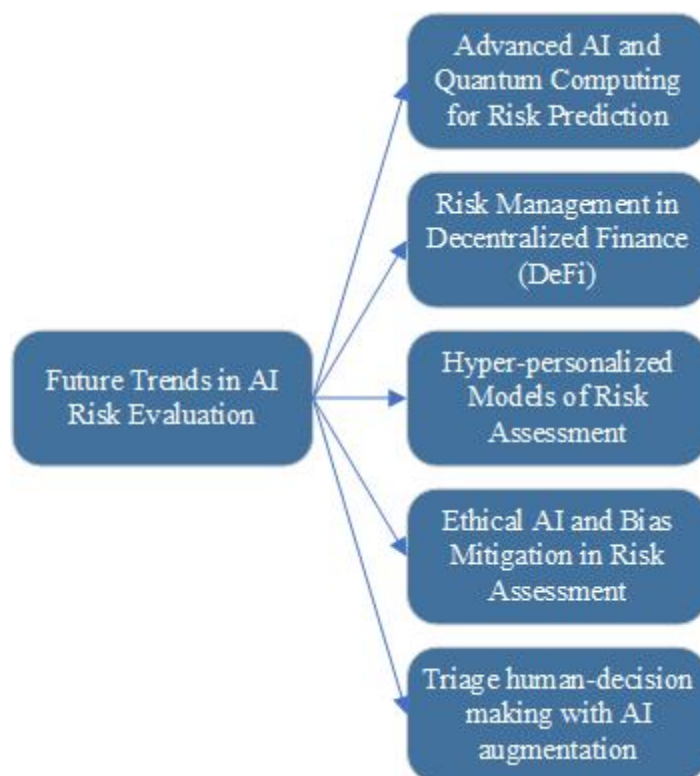 Future Trends in AI
Risk Evaluation
Advanced AI and
Quantum Computing
for Risk Prediction
Risk Management in
Decentralized Finance
(DeFi)
Hyper-personalized
Models of Risk
Assessment
Ethical AI and Bias
Mitigation in Risk
Assessment
Triage human-decision
making with AI
augmentation